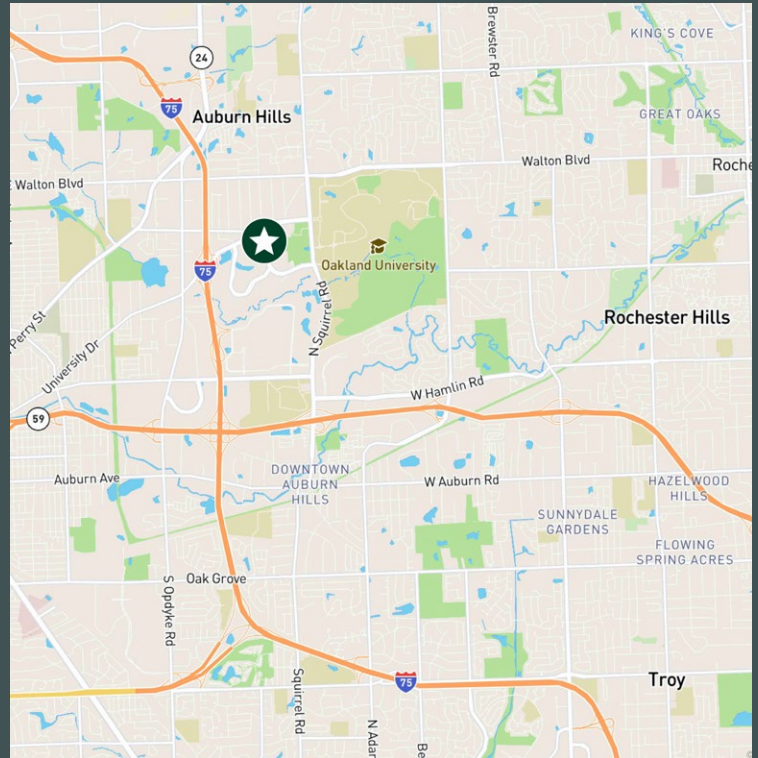 Brewster Rd
KING'S COVE
24
75
Auburn Hills
GREAT OAKS
Walton Blvd
Roche
E Walton Blvd
Oakland University
75
N Squirrel Rd
Perry St
Rochester Hills
University Dr
W Hamlin Rd
59
DOWNTOWN
AUBURN
HILLS
Auburn Ave
W Auburn Rd
HAZELWOOD
HILLS
SUNNYDALE
GARDENS
FLOWING
SPRING ACRES
Oak Grove
S Opdyke Rd
Squirrel Rd
75
Troy
N Adar
Be